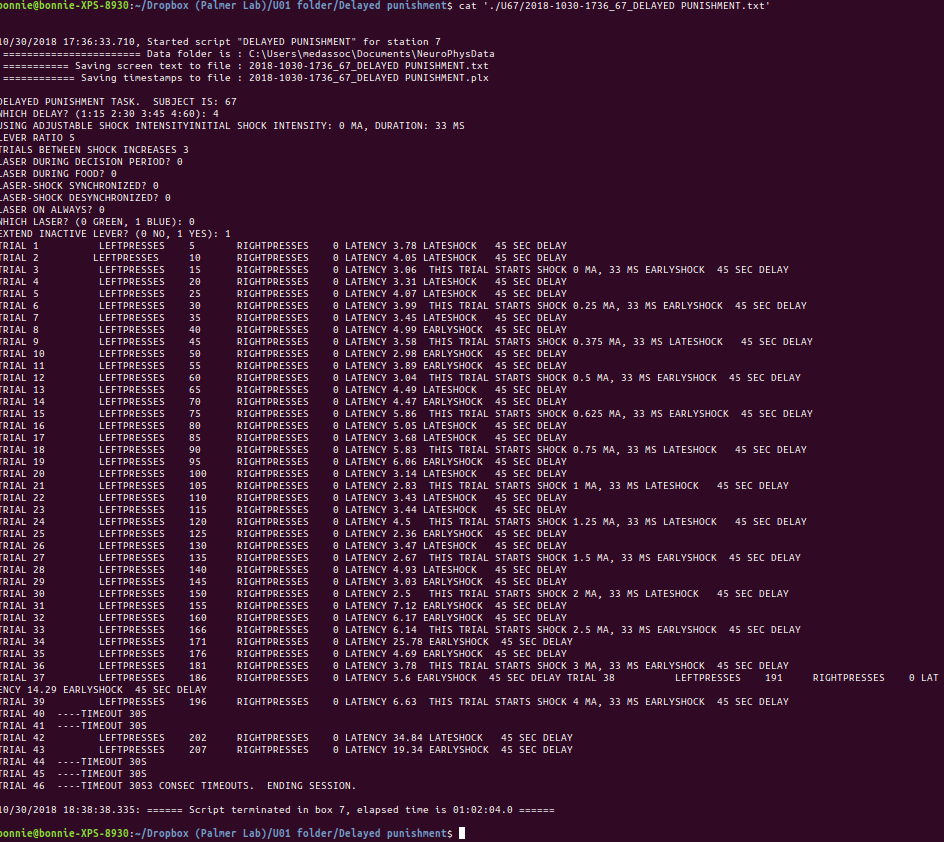 bonnie@bonnie-XPS-8930:~/Dropbox (Palmer Lab)/U01 folder/Delayed punishment$ cat './U67/2018-1030-1736_67_DELAYED PUNISHMENT.txt'
10/30/2018 17:36:33.710, Started script "DELAYED PUNISHMENT" for station 7
======================= Data folder is : C:\Users\medassoc\Documents\NeuroPhysData
=========== Saving screen text to file : 2018-1030-1736_67_DELAYED PUNISHMENT.txt
============ Saving timestamps to file : 2018-1030-1736_67_DELAYED PUNISHMENT.plx
DELAYED PUNISHMENT TASK.  SUBJECT IS: 67
WHICH DELAY? (1:15 2:30 3:45 4:60): 4
USING ADJUSTABLE SHOCK INTENSITYINITIAL SHOCK INTENSITY: 0 MA, DURATION: 33 MS
LEVER RATIO 5
TRIALS BETWEEN SHOCK INCREASES 3
LASER DURING DECISION PERIOD? 0
LASER DURING FOOD? 0
LASER-SHOCK SYNCHRONIZED? 0
LASER-SHOCK DESYNCHRONIZED? 0
LASER ON ALWAYS? 0
WHICH LASER? (0 GREEN, 1 BLUE): 0
EXTEND INACTIVE LEVER? (0 NO, 1 YES): 1
TRIAL 1 LEFTPRESSES 5 RIGHTPRESSES 0 LATENCY 3.78 LATESHOCK 45 SEC DELAY
TRIAL 2 LEFTPRESSES 10 RIGHTPRESSES 0 LATENCY 4.05 LATESHOCK 45 SEC DELAY
TRIAL 3 LEFTPRESSES 15 RIGHTPRESSES 0 LATENCY 3.06 THIS TRIAL STARTS SHOCK 0 MA, 33 MS EARLYSHOCK 45 SEC DELAY
TRIAL 4 LEFTPRESSES 20 RIGHTPRESSES 0 LATENCY 3.31 LATESHOCK 45 SEC DELAY
TRIAL 5 LEFTPRESSES 25 RIGHTPRESSES 0 LATENCY 4.07 LATESHOCK 45 SEC DELAY
TRIAL 6 LEFTPRESSES 30 RIGHTPRESSES 0 LATENCY 3.99 THIS TRIAL STARTS SHOCK 0.25 MA, 33 MS EARLYSHOCK 45 SEC DELAY
TRIAL 7 LEFTPRESSES 35 RIGHTPRESSES 0 LATENCY 3.45 LATESHOCK 45 SEC DELAY
TRIAL 8 LEFTPRESSES 40 RIGHTPRESSES 0 LATENCY 4.99 EARLYSHOCK 45 SEC DELAY
TRIAL 9 LEFTPRESSES 45 RIGHTPRESSES 0 LATENCY 3.58 THIS TRIAL STARTS SHOCK 0.375 MA, 33 MS LATESHOCK 45 SEC DELAY
TRIAL 10 LEFTPRESSES 50 RIGHTPRESSES 0 LATENCY 2.98 EARLYSHOCK 45 SEC DELAY
TRIAL 11 LEFTPRESSES 55 RIGHTPRESSES 0 LATENCY 3.89 EARLYSHOCK 45 SEC DELAY
TRIAL 12 LEFTPRESSES 60 RIGHTPRESSES 0 LATENCY 3.04 THIS TRIAL STARTS SHOCK 0.5 MA, 33 MS EARLYSHOCK 45 SEC DELAY
TRIAL 13 LEFTPRESSES 65 RIGHTPRESSES 0 LATENCY 4.49 LATESHOCK 45 SEC DELAY
TRIAL 14 LEFTPRESSES 70 RIGHTPRESSES 0 LATENCY 4.47 EARLYSHOCK 45 SEC DELAY
TRIAL 15 LEFTPRESSES 75 RIGHTPRESSES 0 LATENCY 5.86 THIS TRIAL STARTS SHOCK 0.625 MA, 33 MS EARLYSHOCK 45 SEC DELAY
TRIAL 16 LEFTPRESSES 80 RIGHTPRESSES 0 LATENCY 5.05 LATESHOCK 45 SEC DELAY
TRIAL 17 LEFTPRESSES 85 RIGHTPRESSES 0 LATENCY 3.68 LATESHOCK 45 SEC DELAY
TRIAL 18 LEFTPRESSES 90 RIGHTPRESSES 0 LATENCY 5.83 THIS TRIAL STARTS SHOCK 0.75 MA, 33 MS LATESHOCK 45 SEC DELAY
TRIAL 19 LEFTPRESSES 95 RIGHTPRESSES 0 LATENCY 6.06 EARLYSHOCK 45 SEC DELAY
TRIAL 20 LEFTPRESSES 100 RIGHTPRESSES 0 LATENCY 3.14 LATESHOCK 45 SEC DELAY
TRIAL 21 LEFTPRESSES 105 RIGHTPRESSES 0 LATENCY 2.83 THIS TRIAL STARTS SHOCK 1 MA, 33 MS LATESHOCK 45 SEC DELAY
TRIAL 22 LEFTPRESSES 110 RIGHTPRESSES 0 LATENCY 3.43 LATESHOCK 45 SEC DELAY
TRIAL 23 LEFTPRESSES 115 RIGHTPRESSES 0 LATENCY 3.44 LATESHOCK 45 SEC DELAY
TRIAL 24 LEFTPRESSES 120 RIGHTPRESSES 0 LATENCY 4.5 THIS TRIAL STARTS SHOCK 1.25 MA, 33 MS LATESHOCK 45 SEC DELAY
TRIAL 25 LEFTPRESSES 125 RIGHTPRESSES 0 LATENCY 2.36 EARLYSHOCK 45 SEC DELAY
TRIAL 26 LEFTPRESSES 130 RIGHTPRESSES 0 LATENCY 3.47 LATESHOCK 45 SEC DELAY
TRIAL 27 LEFTPRESSES 135 RIGHTPRESSES 0 LATENCY 2.67 THIS TRIAL STARTS SHOCK 1.5 MA, 33 MS EARLYSHOCK 45 SEC DELAY
TRIAL 28 LEFTPRESSES 140 RIGHTPRESSES 0 LATENCY 4.93 LATESHOCK 45 SEC DELAY
TRIAL 29 LEFTPRESSES 145 RIGHTPRESSES 0 LATENCY 3.03 EARLYSHOCK 45 SEC DELAY
TRIAL 30 LEFTPRESSES 150 RIGHTPRESSES 0 LATENCY 2.5 THIS TRIAL STARTS SHOCK 2 MA, 33 MS LATESHOCK 45 SEC DELAY
TRIAL 31 LEFTPRESSES 155 RIGHTPRESSES 0 LATENCY 7.12 EARLYSHOCK 45 SEC DELAY
TRIAL 32 LEFTPRESSES 160 RIGHTPRESSES 0 LATENCY 6.17 EARLYSHOCK 45 SEC DELAY
TRIAL 33 LEFTPRESSES 166 RIGHTPRESSES 0 LATENCY 6.14 THIS TRIAL STARTS SHOCK 2.5 MA, 33 MS EARLYSHOCK 45 SEC DELAY
TRIAL 34 LEFTPRESSES 171 RIGHTPRESSES 0 LATENCY 25.78 EARLYSHOCK 45 SEC DELAY
TRIAL 35 LEFTPRESSES 176 RIGHTPRESSES 0 LATENCY 4.69 EARLYSHOCK 45 SEC DELAY
TRIAL 36 LEFTPRESSES 181 RIGHTPRESSES 0 LATENCY 3.78 THIS TRIAL STARTS SHOCK 3 MA, 33 MS EARLYSHOCK 45 SEC DELAY
TRIAL 37 LEFTPRESSES 186 RIGHTPRESSES 0 LATENCY 5.6 EARLYSHOCK 45 SEC DELAY TRIAL 38 LEFTPRESSES 191 RIGHTPRESSES 0 LAT
ENCY 14.29 EARLYSHOCK 45 SEC DELAY
TRIAL 39 LEFTPRESSES 196 RIGHTPRESSES 0 LATENCY 6.63 THIS TRIAL STARTS SHOCK 4 MA, 33 MS EARLYSHOCK 45 SEC DELAY
TRIAL 40 ----TIMEOUT 30S
TRIAL 41 ----TIMEOUT 30S
TRIAL 42 LEFTPRESSES 202 RIGHTPRESSES 0 LATENCY 34.84 LATESHOCK 45 SEC DELAY
TRIAL 43 LEFTPRESSES 207 RIGHTPRESSES 0 LATENCY 19.34 EARLYSHOCK 45 SEC DELAY
TRIAL 44 ----TIMEOUT 30S
TRIAL 45 ----TIMEOUT 30S
TRIAL 46 ----TIMEOUT 30S3 CONSEC TIMEOUTS.  ENDING SESSION.
10/30/2018 18:38:38.335: ====== Script terminated in box 7, elapsed time is 01:02:04.0 ======
bonnie@bonnie-XPS-8930:~/Dropbox (Palmer Lab)/U01 folder/Delayed punishment$